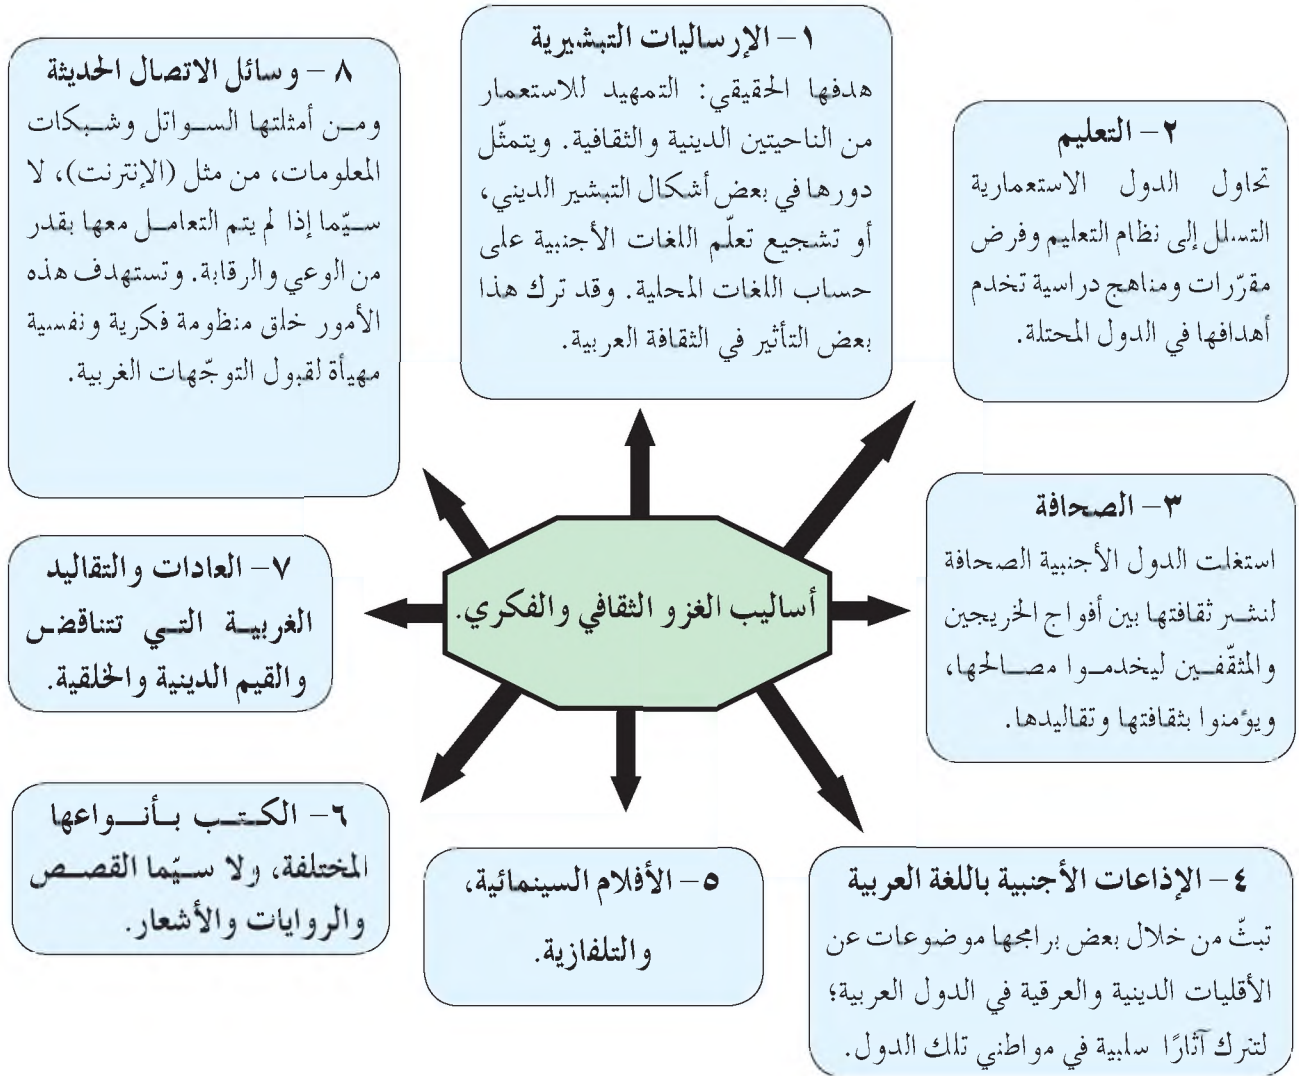 ١- الإرساليات التبشيرية
هدفها الحقيقي: التمهيد للاستعمار
من الناحيتين الدينية والثقافية. ويتمثّل
دورها في بعض أشكال التبشير الديني،
أو تشجيع تعلّم اللغات الأجنبية على
حساب اللغات المحلية. وقد ترك هذا
بعض التأثير في الثقافة العربية.
٢- التعليم
تحاول الدول الاستعمارية
التسلل إلى نظام التعليم وفرض
مقرّرات ومناهج دراسية تخدم
أهدافها في الدول المحتلة.
٣- الصحافة
استغلت الدول الأجنبية الصحافة
لنشر ثقافتها بين أفواج الخريجين
والمثقّفين ليخدموا مصالحها،
ويؤمنوا بثقافتها وتقاليدها.
٤- الإذاعات الأجنبية باللغة العربية
تبثّ من خلال بعض برامجها موضوعات عن
الأقليات الدينية والعرقية في الدول العربية؛
لتترك آثارًا سلبية في مواطني تلك الدول.
٥- الأفلام السينمائية،
والتلفازية.
٦- الكتب بأنواعها
المختلفة، ولا سيّما القصص
والروايات والأشعار.
٧- العادات والتقاليد
الغربية التي تتناقض
والقيم الدينية والخلقية.
٨- وسائل الاتصال الحديثة
ومن أمثلتها السواتل وشبكات
المعلومات، من مثل (الإنترنت)، لا
سيّما إذا لم يتم التعامل معها بقدر
من الوعي والرقابة. وتستهدف هذه
الأمور خلق منظومة فكرية ونفسية
مهيأة لقبول التوجّهات الغربية.
أساليب الغزو الثقافي والفكري.